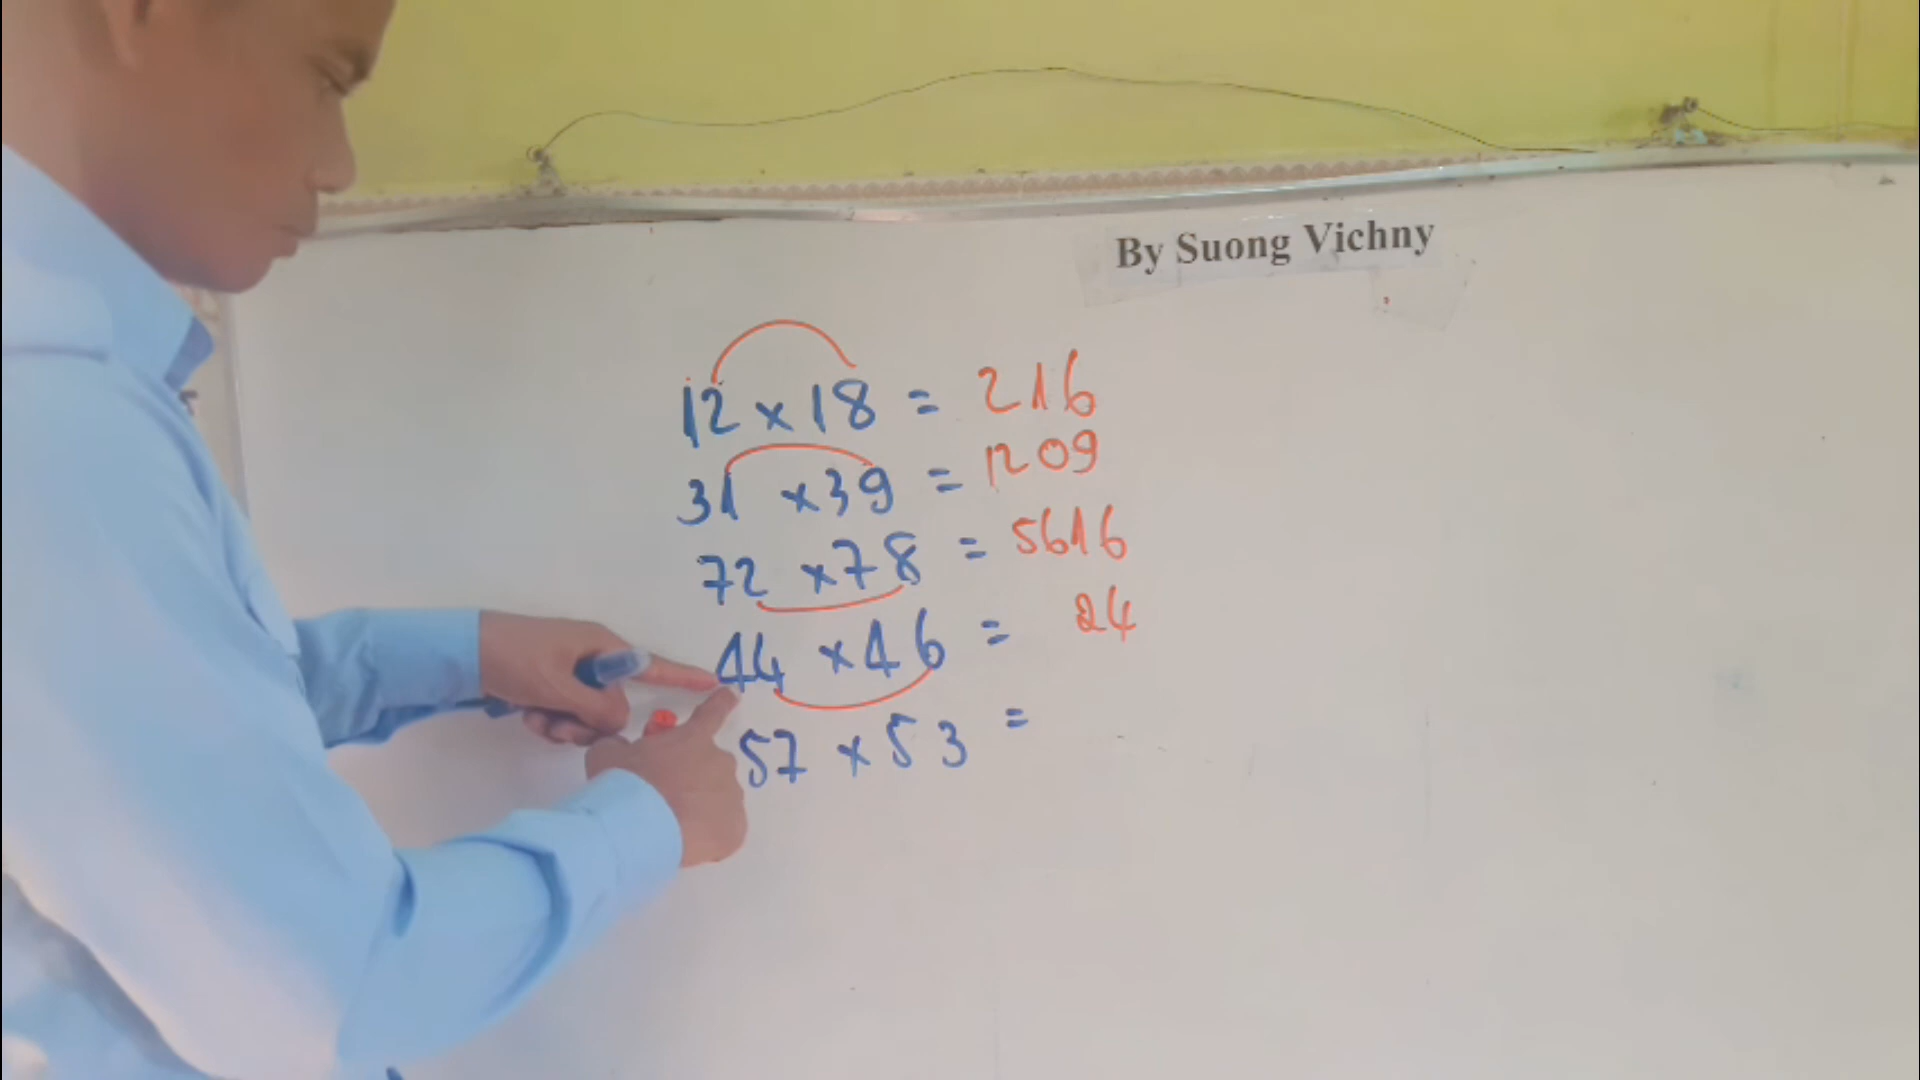 By Suong Vichny
12 × 18 = 216
31 × 39 = 1209
72 × 78 = 5616
44 × 46 = 24
57 × 53 =